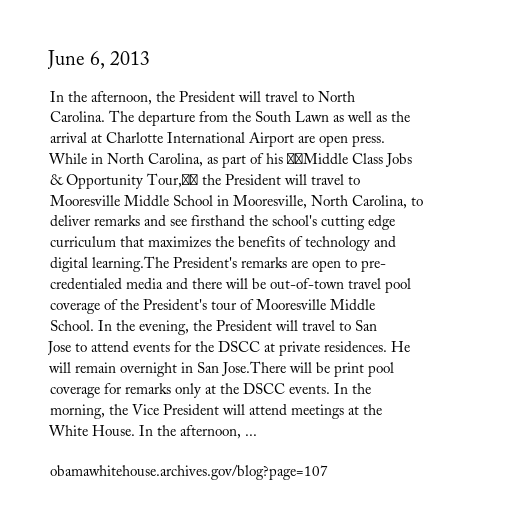 June 6, 2013
In the afternoon, the President will travel to North
Carolina. The departure from the South Lawn as well as the
arrival at Charlotte International Airport are open press.
While in North Carolina, as part of his Middle Class Jobs
& Opportunity Tour, the President will travel to
Mooresville Middle School in Mooresville, North Carolina, to
deliver remarks and see firsthand the school's cutting edge
curriculum that maximizes the benefits of technology and
digital learning.The President's remarks are open to pre-
credentialed media and there will be out-of-town travel pool
coverage of the President's tour of Mooresville Middle
School. In the evening, the President will travel to San
Jose to attend events for the DSCC at private residences. He
will remain overnight in San Jose.There will be print pool
coverage for remarks only at the DSCC events. In the
morning, the Vice President will attend meetings at the
White House. In the afternoon, ...
obamawhitehouse.archives.gov/blog?page=107